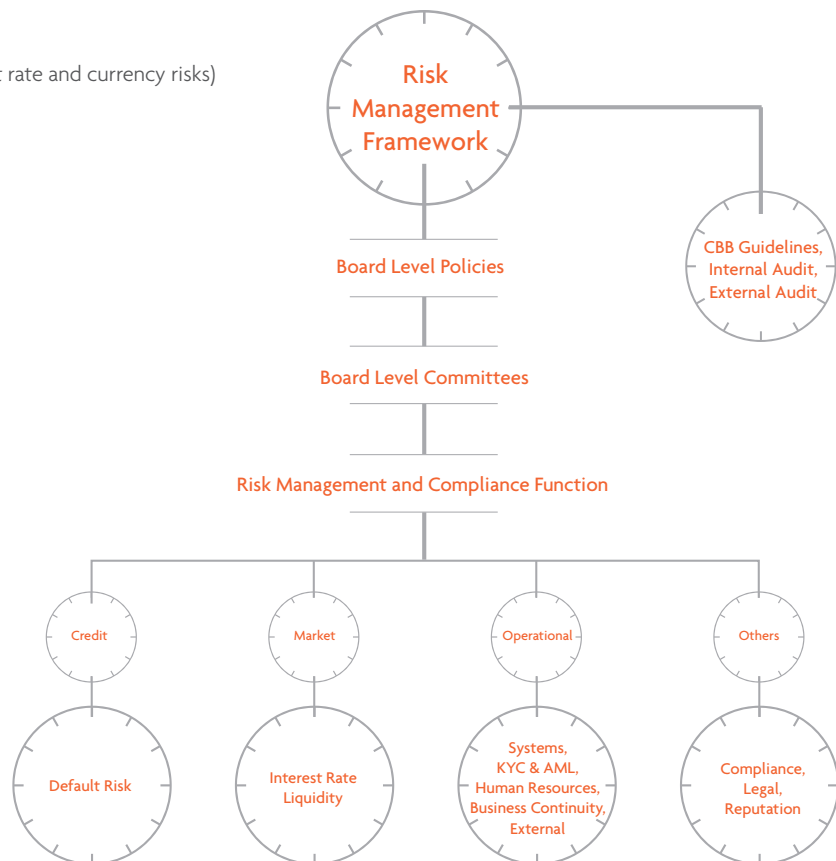 rate and currency risks)
Risk
Management
Framework
CBB Guidelines,
Internal Audit,
External Audit
Board Level Policies
Board Level Committees
Risk Management and Compliance Function
Credit
Market
Operational
Others
Default Risk
Interest Rate
Liquidity
Systems,
KYC & AML,
Human Resources,
Business Continuity,
External
Compliance,
Legal,
Reputation